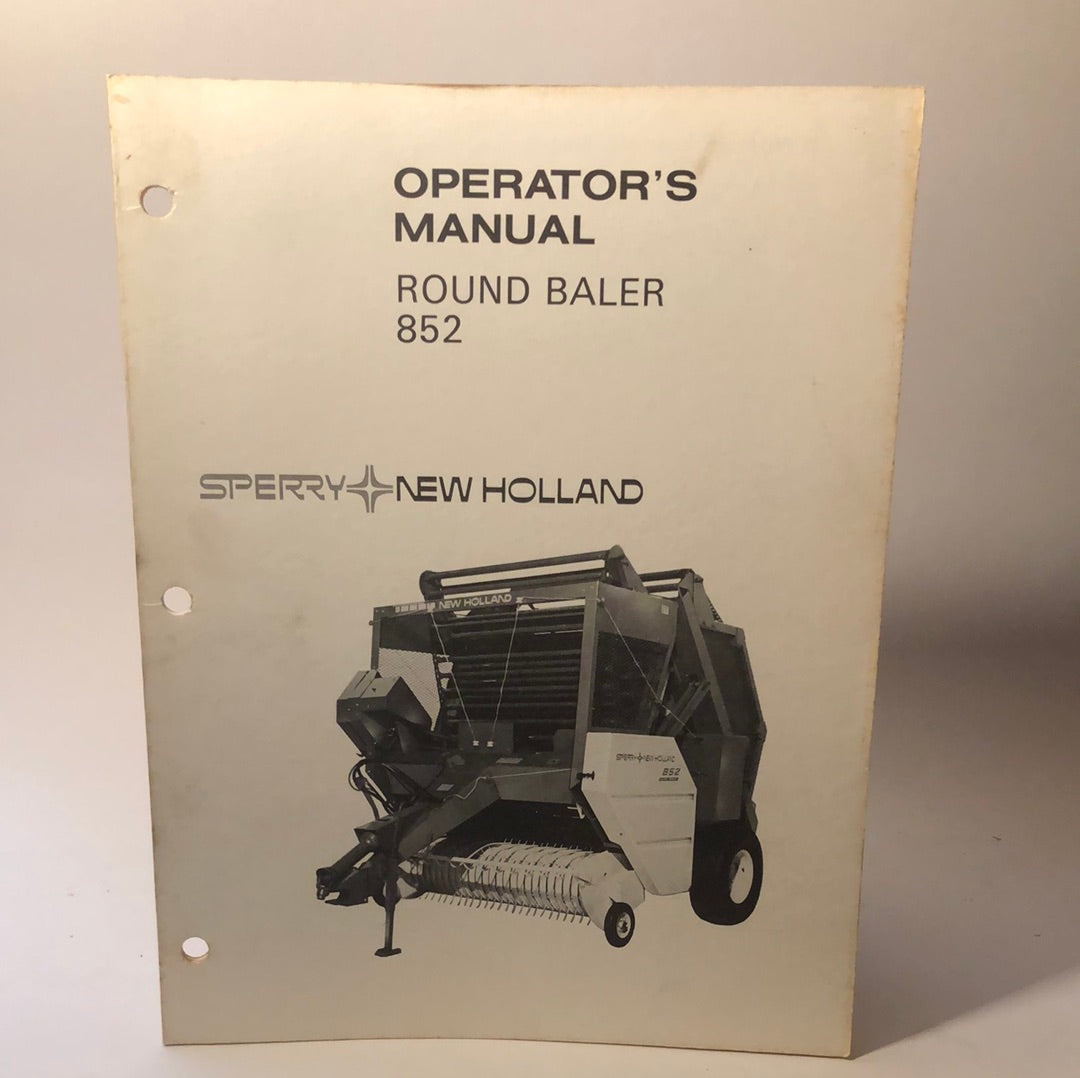 OPERATOR'S
MANUAL
ROUND BALER
852
SPERRY NEW HOLLAND
NEW HOLLAND
SPERRY NEW HOLLAND
852